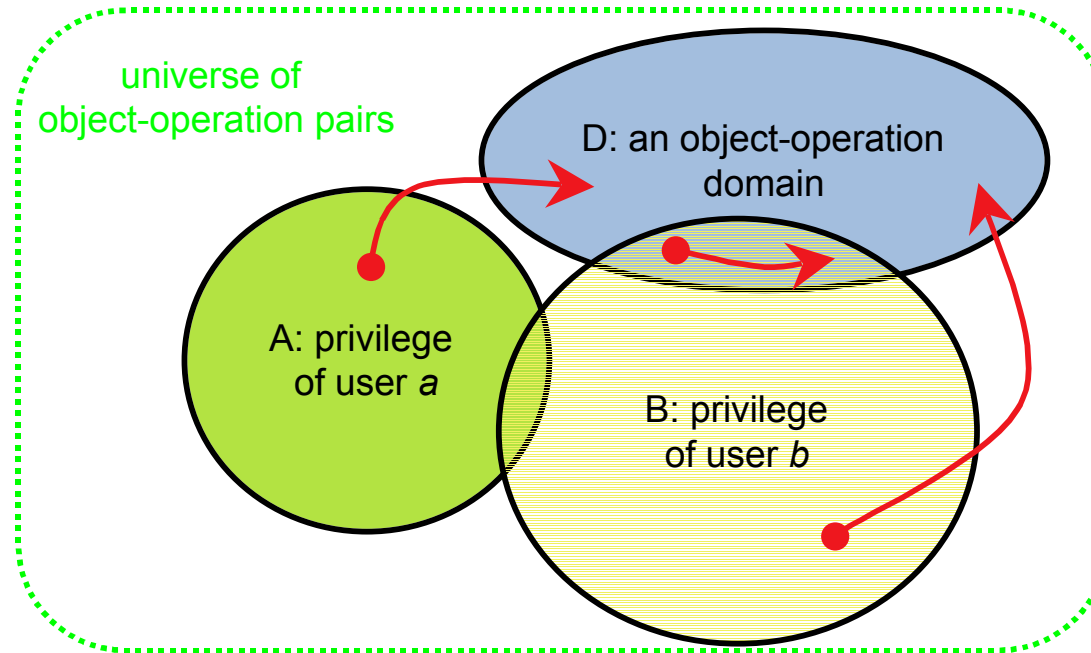 universe of
object-operation pairs
D: an object-operation
domain
A: privilege
of user a
B: privilege
of user b